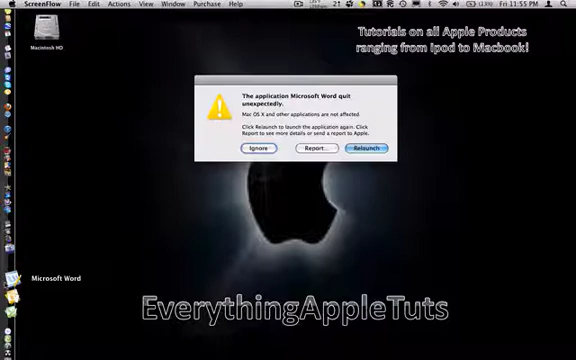 ScreenFlow File Edit Actions View Window Purchase Help
21 Fri 11:55 PM
Macintosh HD
Tutorials on all Apple Products
ranging from Ipod to Macbook!
The application Microsoft Word quit
unexpectedly.
Mac OS X and other applications are not affected.
Click Relaunch to launch the application again. Click
Report to see more details or send a report to Apple.
Ignore Report... Relaunch
Microsoft Word
EverythingAppleTuts